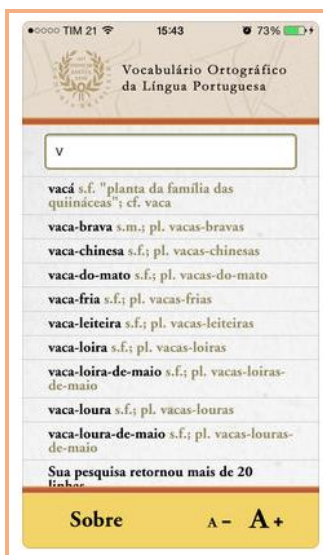 ●○○○○ TIM 21 15:43 73%
Vocabulário Ortográfico
da Língua Portuguesa
v
vacá s.f. "planta da família das
quiináceas"; cf. vaca
vaca-brava s.m.; pl. vacas-bravas
vaca-chinesa s.f.; pl. vacas-chinesas
vaca-do-mato s.f.; pl. vacas-do-mato
vaca-fria s.f.; pl. vacas-frias
vaca-leiteira s.f.; pl. vacas-leiteiras
vaca-loira s.f.; pl. vacas-loiras
vaca-loira-de-maio s.f.; pl. vacas-loiras-
de-maio
vaca-loura s.f.; pl. vacas-louras
vaca-loura-de-maio s.f.; pl. vacas-louras-
de-maio
Sua pesquisa retornou mais de 20
linhas
Sobre A- A+